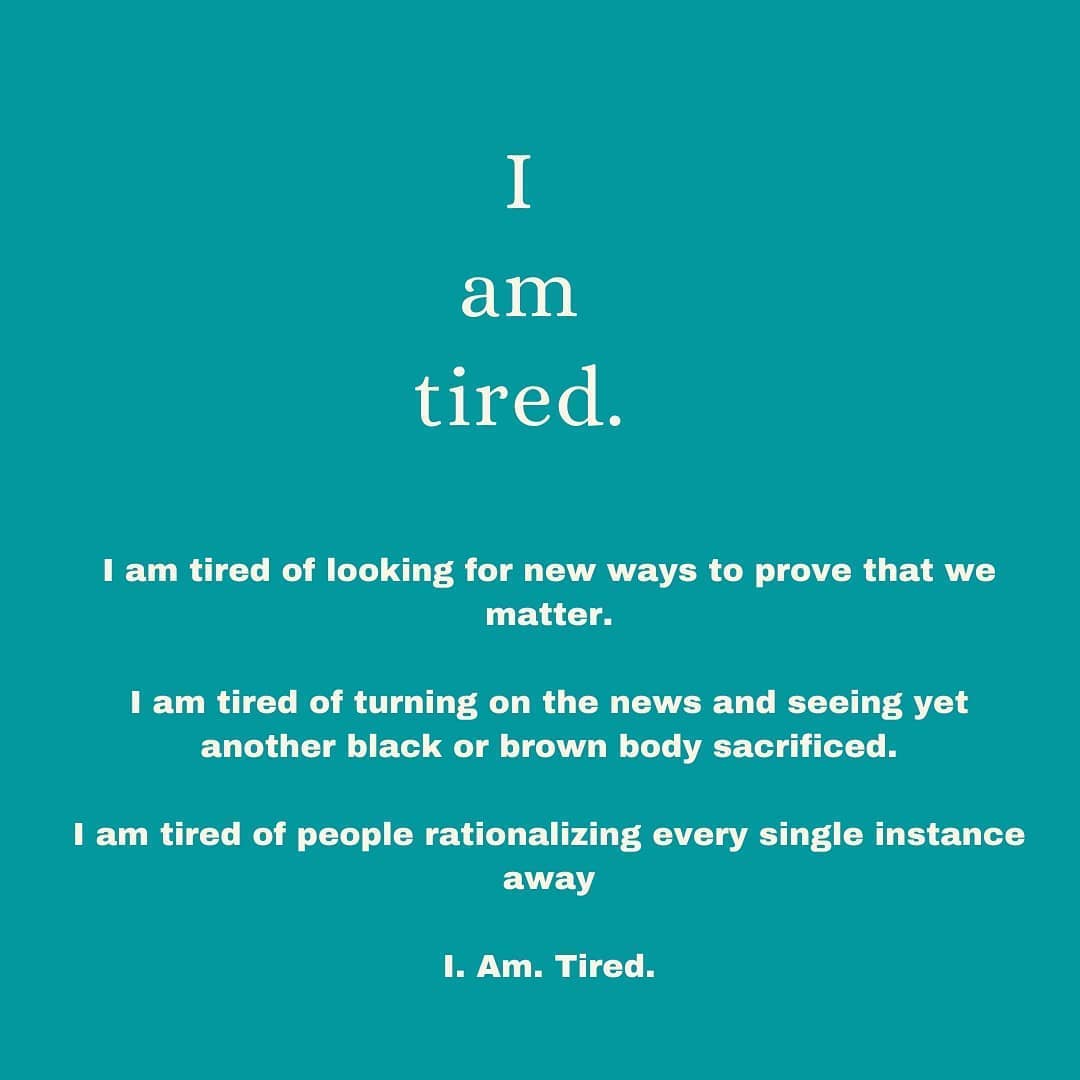 I
am
tired.
I am tired of looking for new ways to prove that we
matter.
I am tired of turning on the news and seeing yet
another black or brown body sacrificed.
I am tired of people rationalizing every single instance
away
I. Am. Tired.